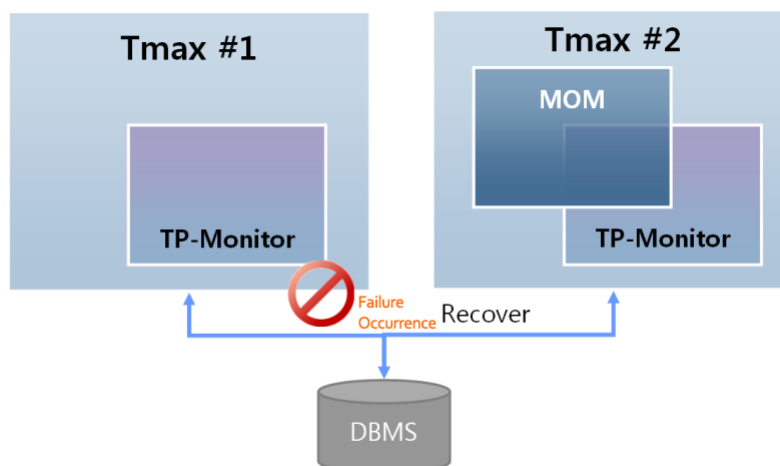 Tmax #1
TP-Monitor
Tmax #2
MOM
TP-Monitor
Failure
Occurrence
Recover
DBMS